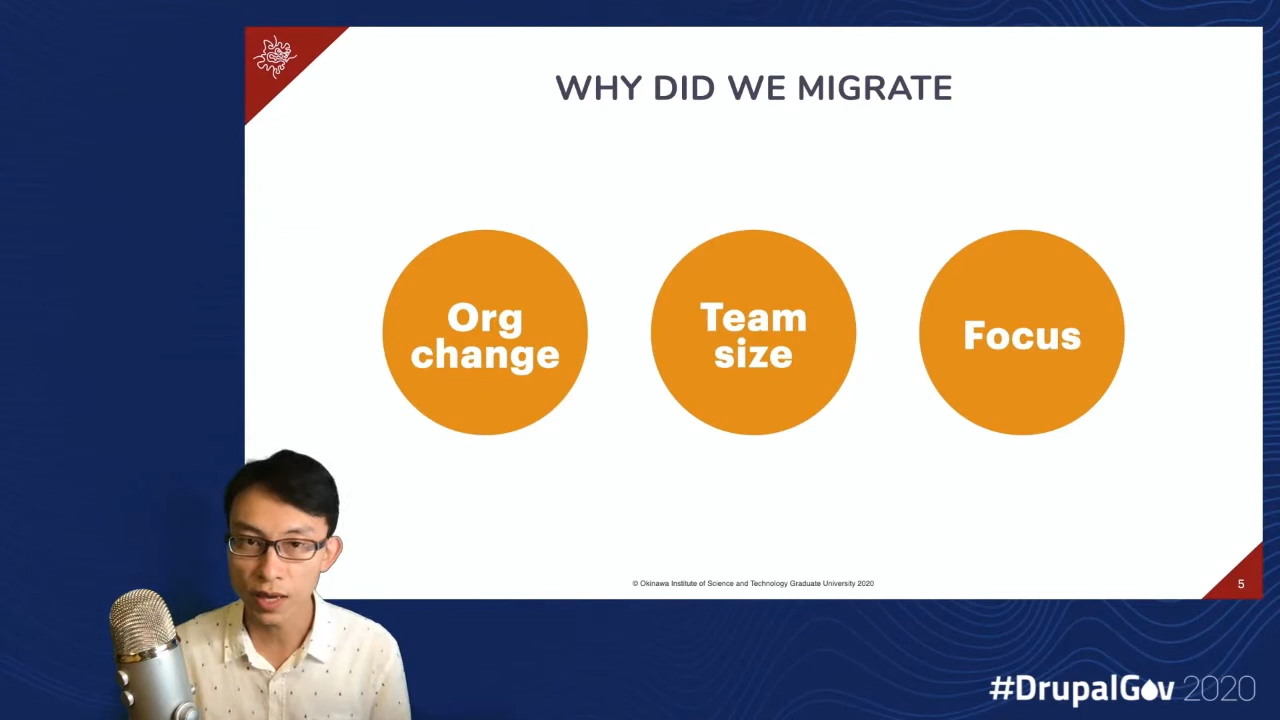 WHY DID WE MIGRATE
Org
change
Team
size
Focus
© Okinawa Institute of Science and Technology Graduate University 2020
5
#DrupalGov 2020